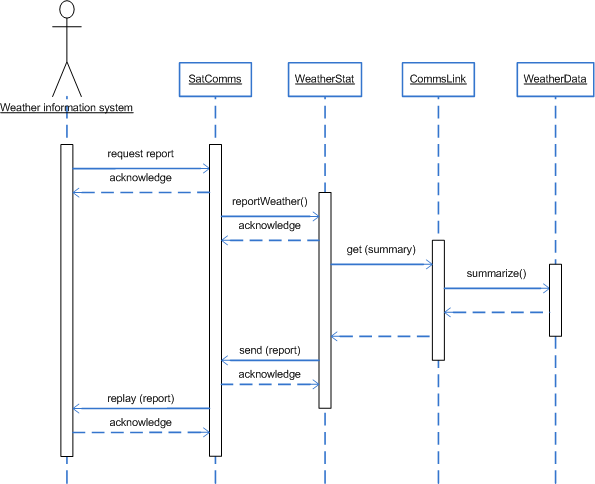 SatComms
WeatherStat
CommsLink
WeatherData
Weather information system
request report
acknowledge
reportWeather()
acknowledge
get (summary)
summarize()
send (report)
acknowledge
replay (report)
acknowledge